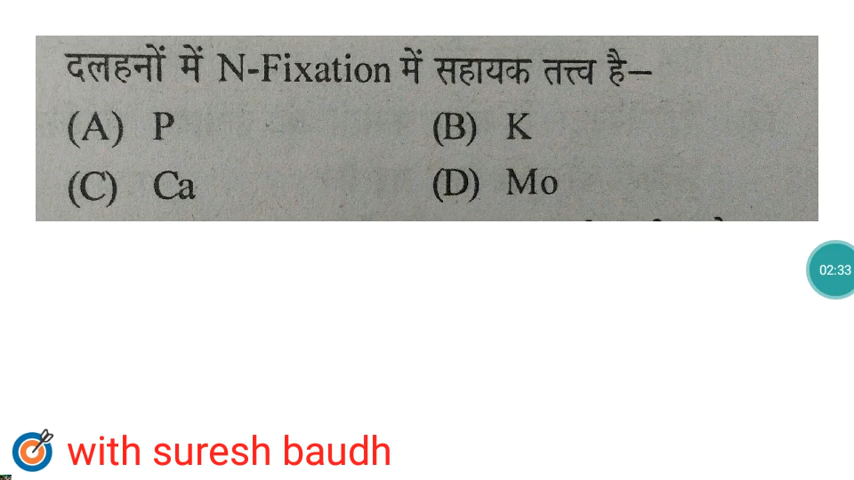 दलहनों में N-Fixation में सहायक तत्त्व है–
(A) P (B) K
(C) Ca (D) Mo
02:33
with suresh baudh